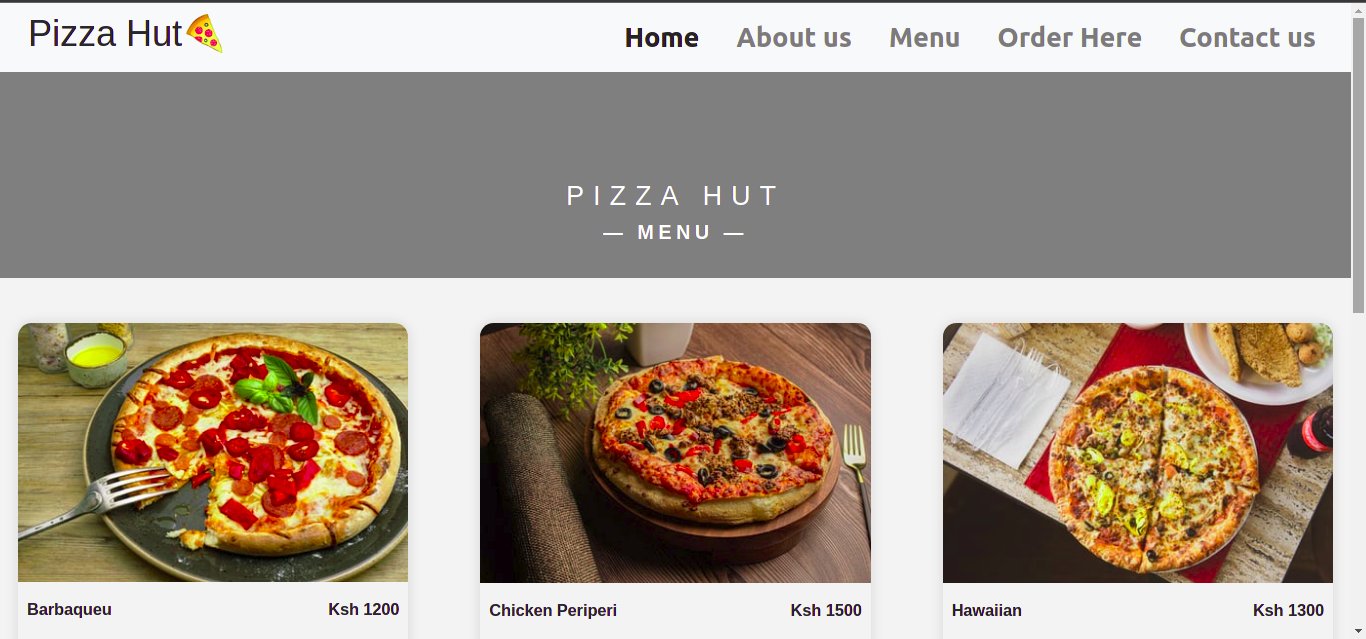 Pizza Hut🍕
Home About us Menu Order Here Contact us
PIZZA HUT
— MENU —
Barbaqueu Ksh 1200
Chicken Periperi Ksh 1500
Hawaiian Ksh 1300